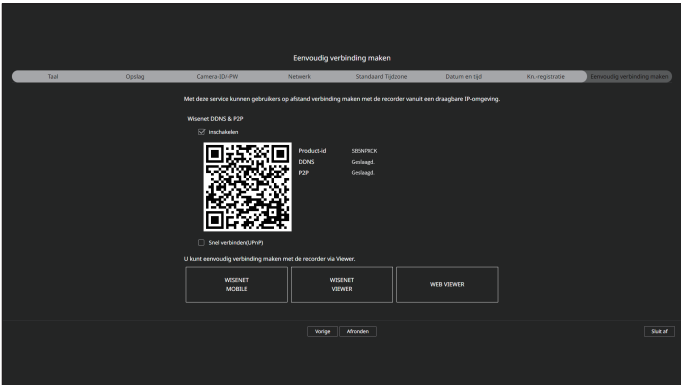 Eenvoudig verbinding maken
Taal
Opslag
Camera-ID/-PW
Netwerk
Standaard Tijdzone
Datum en tijd
Kn.-registratie
Eenvoudig verbinding maken
Met deze service kunnen gebruikers op afstand verbinding maken met de recorder vanuit een draagbare IP-omgeving.
Wisenet DDNS & P2P
inschakelen
Product-id
DDNS Geslaagd.
P2P Geslaagd.
Snel verbinden(UPnP)
U kunt eenvoudig verbinding maken met de recorder via Viewer.
WISENET
MOBILE
WISENET
VIEWER
WEB VIEWER
Vorige
Afronden
Sluit af